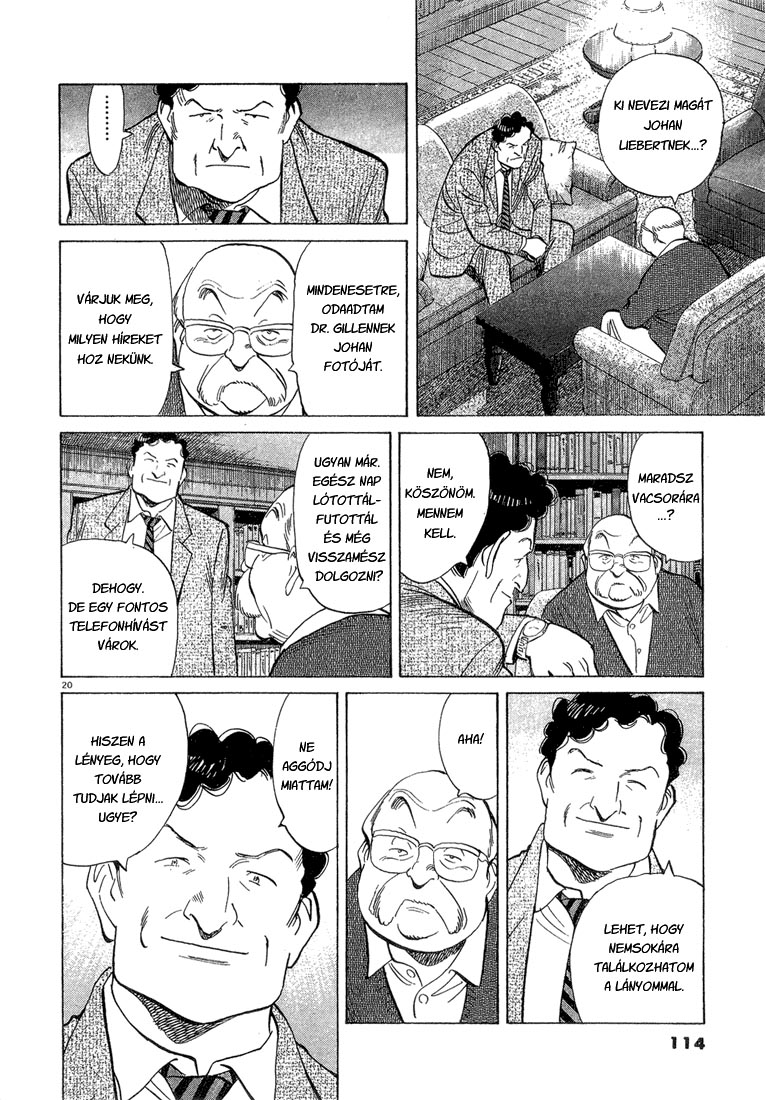 KI NEVEZI MAGÁT
JOHAN
LIEBERTNEK...?
........
MINDENESETRE,
ODAADTAM
DR. GILLENNEK
JOHAN
FOTÓJÁT.
VÁRJUK MEG,
HOGY
MILYEN HÍREKET
HOZ NEKÜNK.
MARADSZ
VACSORÁRA
...?
NEM,
KÖSZÖNÖM.
MENNEM
KELL.
UGYAN MÁR.
EGÉSZ NAP
LÓTOTTÁL-
FUTOTTÁL
ÉS MÉG
VISSZAMÉSZ
DOLGOZNI?
DEHOGY.
DE EGY FONTOS
TELEFONHÍVÁST
VÁROK.
20
LEHET, HOGY
NEMSOKÁRA
TALÁLKOZHATOM
A LÁNYOMMAL.
AHA!
NE
AGGÓDJ
MIATTAM!
HISZEN A
LÉNYEG, HOGY
TOVÁBB
TUDJAK LÉPNI...
UGYE?
114